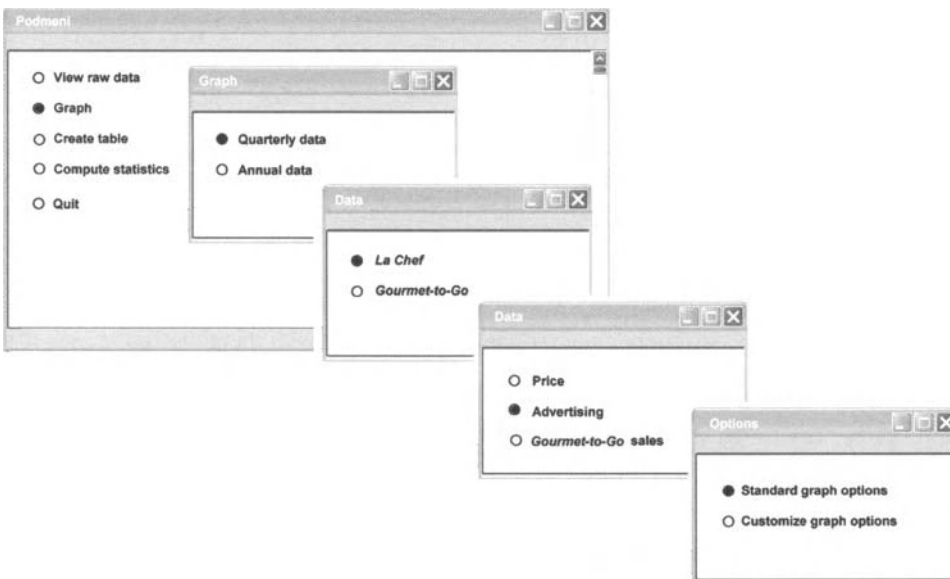 Podmeni
View raw data
Graph
Create table
Compute statistics
Quit
Graph
Quarterly data
Annual data
Data
La Chef
Gourmet-to-Go
Data
Price
Advertising
Gourmet-to-Go sales
Options
Standard graph options
Customize graph options